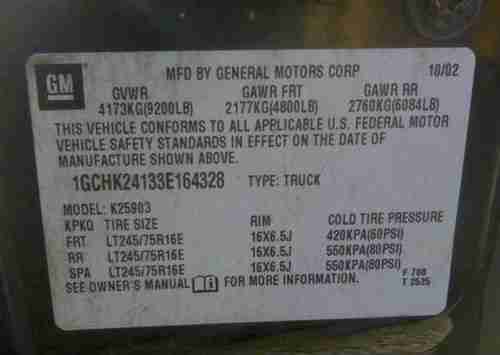 GM
MFD BY GENERAL MOTORS CORP 10/02
GVWR GAWR FRT GAWR RR
4173KG(9200LB) 2177KG(4800LB) 2760KG(6084LB)
THIS VEHICLE CONFORMS TO ALL APPLICABLE U.S. FEDERAL MOTOR
VEHICLE SAFETY STANDARDS IN EFFECT ON THE DATE OF
MANUFACTURE SHOWN ABOVE.
1GCHK24133E164328 TYPE: TRUCK
MODEL: K25903
KPKQ TIRE SIZE RIM COLD TIRE PRESSURE
FRT LT245/75R16E 16X6.5J 420KPA(60PSI)
RR LT245/75R16E 16X6.5J 550KPA(80PSI)
SPA LT245/75R16E 16X6.5J 550KPA(80PSI)
SEE OWNER'S MANUAL FOR MORE INFORMATION. F 708
T 2535